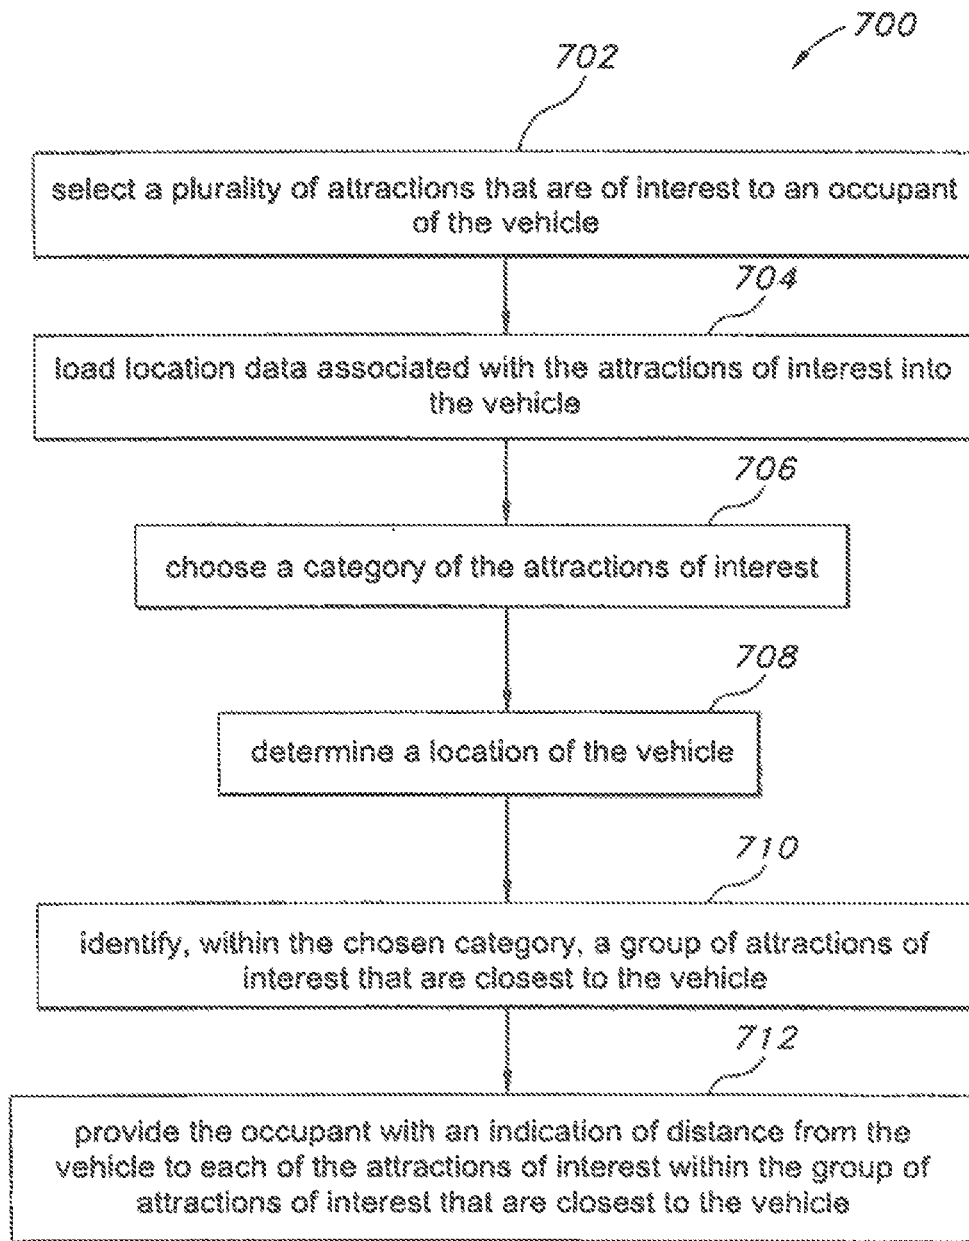 700
702
select a plurality of attractions that are of interest to an occupant
of the vehicle
704
load location data associated with the attractions of interest into
the vehicle
706
choose a category of the attractions of interest
708
determine a location of the vehicle
710
identify, within the chosen category, a group of attractions of
interest that are closest to the vehicle
712
provide the occupant with an indication of distance from the
vehicle to each of the attractions of interest within the group of
attractions of interest that are closest to the vehicle